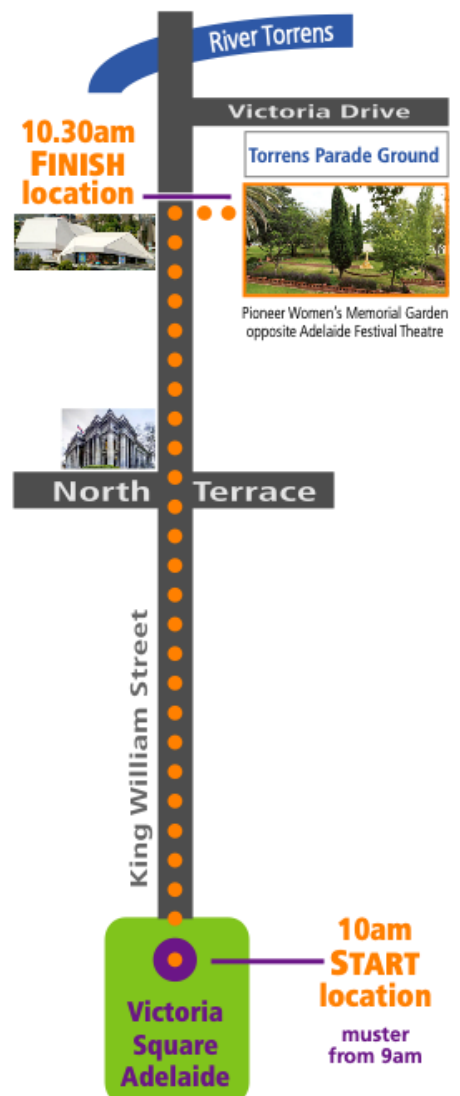 River Torrens
Victoria Drive
10.30am
FINISH
location
Torrens Parade Ground
Pioneer Women's Memorial Garden
opposite Adelaide Festival Theatre
North Terrace
King William Street
10am
START
location
muster
from 9am
Victoria
Square
Adelaide